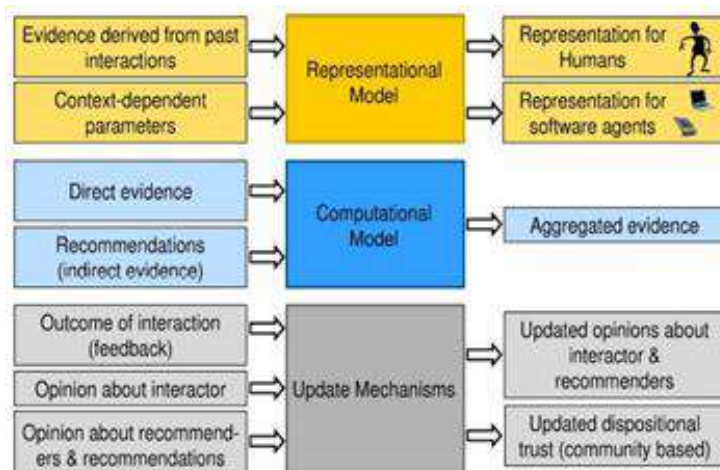 Evidence derived from past
interactions
Context-dependent
parameters
Representational
Model
Representation for
Humans
Representation for
software agents
Direct evidence
Recommendations
(indirect evidence)
Computational
Model
Aggregated evidence
Outcome of interaction
(feedback)
Opinion about interactor
Opinion about recommend-
ers & recommendations
Update Mechanisms
Updated opinions about
interactor &
recommenders
Updated dispositional
trust (community based)